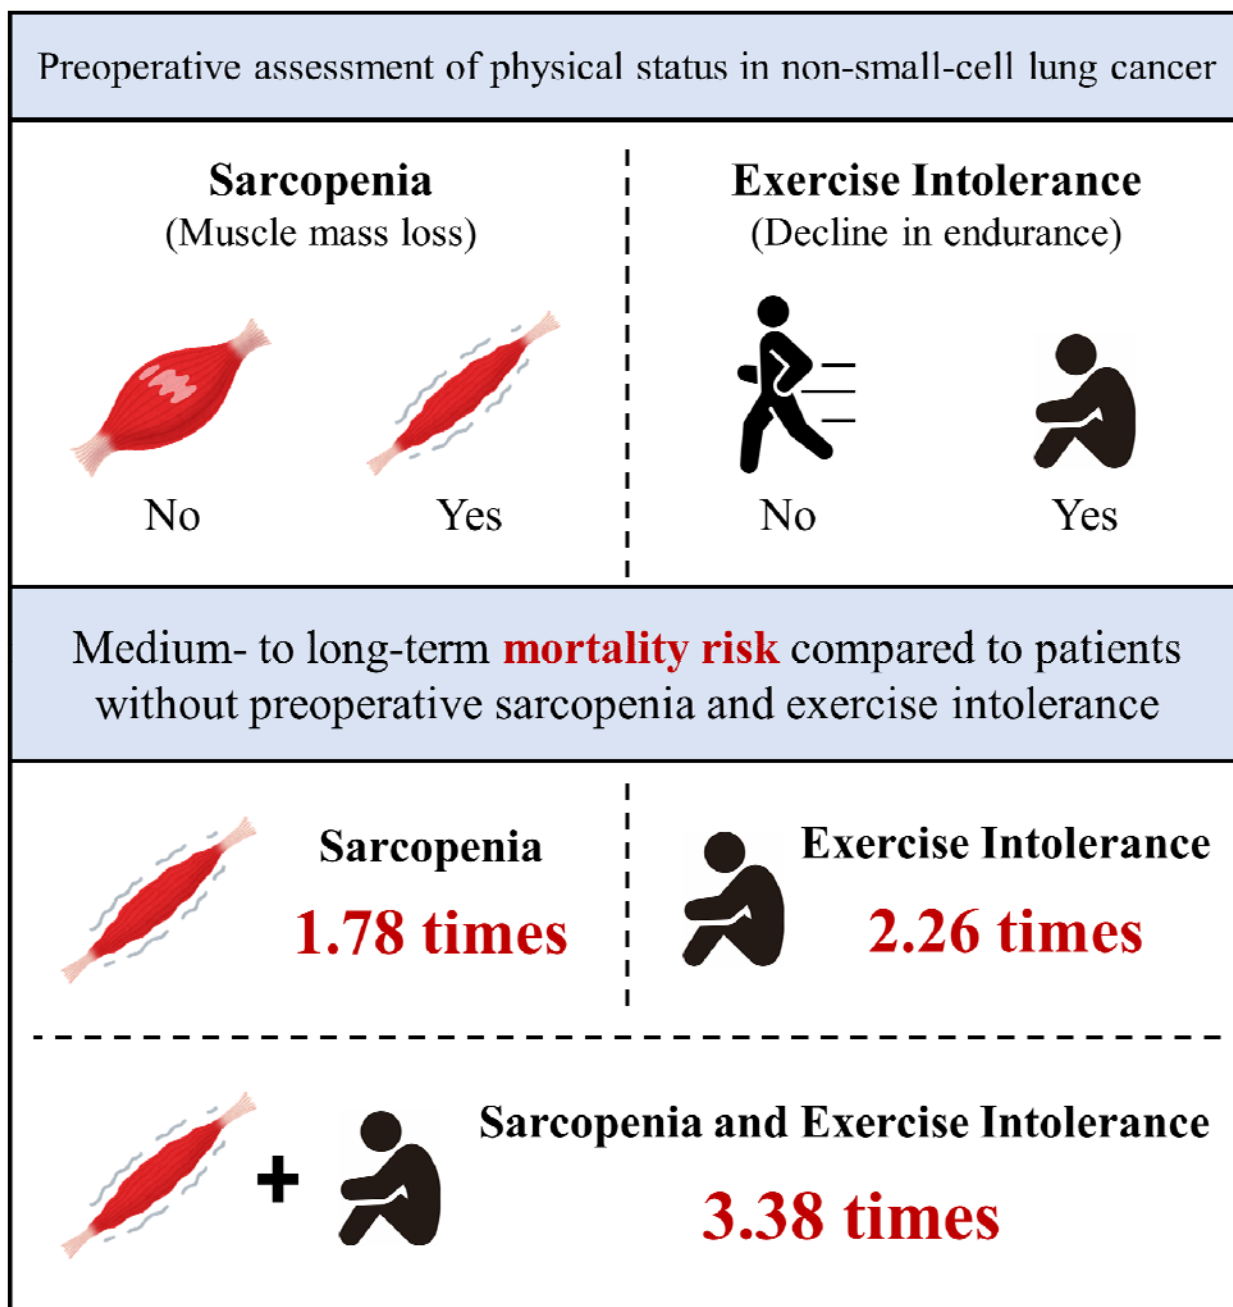 Preoperative assessment of physical status in non-small-cell lung cancer
Sarcopenia
(Muscle mass loss)
No
Yes
Exercise Intolerance
(Decline in endurance)
No
Yes
Medium- to long-term mortality risk compared to patients
without preoperative sarcopenia and exercise intolerance
Sarcopenia
1.78 times
Exercise Intolerance
2.26 times
+
Sarcopenia and Exercise Intolerance
3.38 times